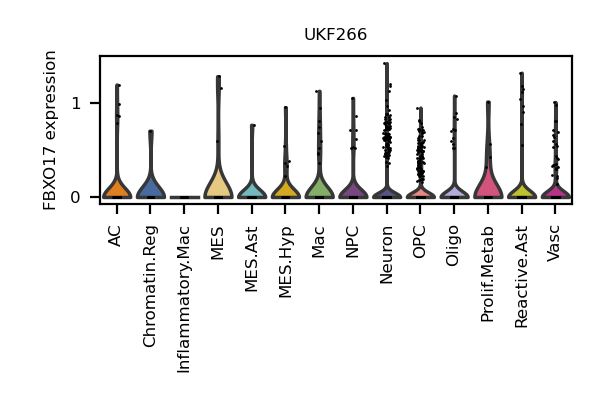 UKF266
FBXO17 expression
1
0
AC
Chromatin.Reg
Inflammatory.Mac
MES
MES.Ast
MES.Hyp
Mac
NPC
Neuron
OPC
Oligo
Prolif.Metab
Reactive.Ast
Vasc